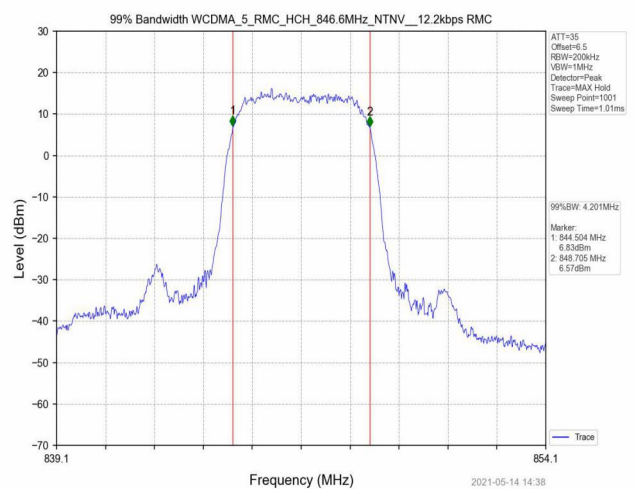 99% Bandwidth WCDMA_5_RMC_HCH_846.6MHz_NTNV__12.2kbps RMC
30
20
10
0
−10
−20
−30
−40
−50
−60
−70
Level (dBm)
1
2
839.1
854.1
Frequency (MHz)
ATT=35
Offset=6.5
RBW=200kHz
VBW=1MHz
Detector=Peak
Trace=MAX Hold
Sweep Point=1001
Sweep Time=1.01ms
99%BW: 4.201MHz
Marker:
1: 844.504 MHz
6.83dBm
2: 848.705 MHz
6.57dBm
Trace
2021-05-14 14:38